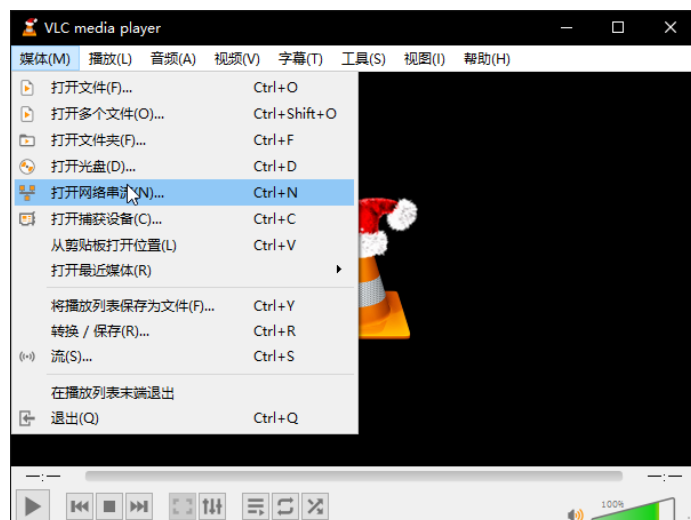 VLC media player
媒体(M) 播放(L) 音频(A) 视频(V) 字幕(T) 工具(S) 视图(I) 帮助(H)
打开文件(F)... Ctrl+O
打开多个文件(O)... Ctrl+Shift+O
打开文件夹(F)... Ctrl+F
打开光盘(D)... Ctrl+D
打开网络串流(N)... Ctrl+N
打开捕获设备(C)... Ctrl+C
从剪贴板打开位置(L) Ctrl+V
打开最近媒体(R)
将播放列表保存为文件(F)... Ctrl+Y
转换 / 保存(R)... Ctrl+R
流(S)... Ctrl+S
在播放列表末端退出
退出(Q) Ctrl+Q
--:-- --:--
100%